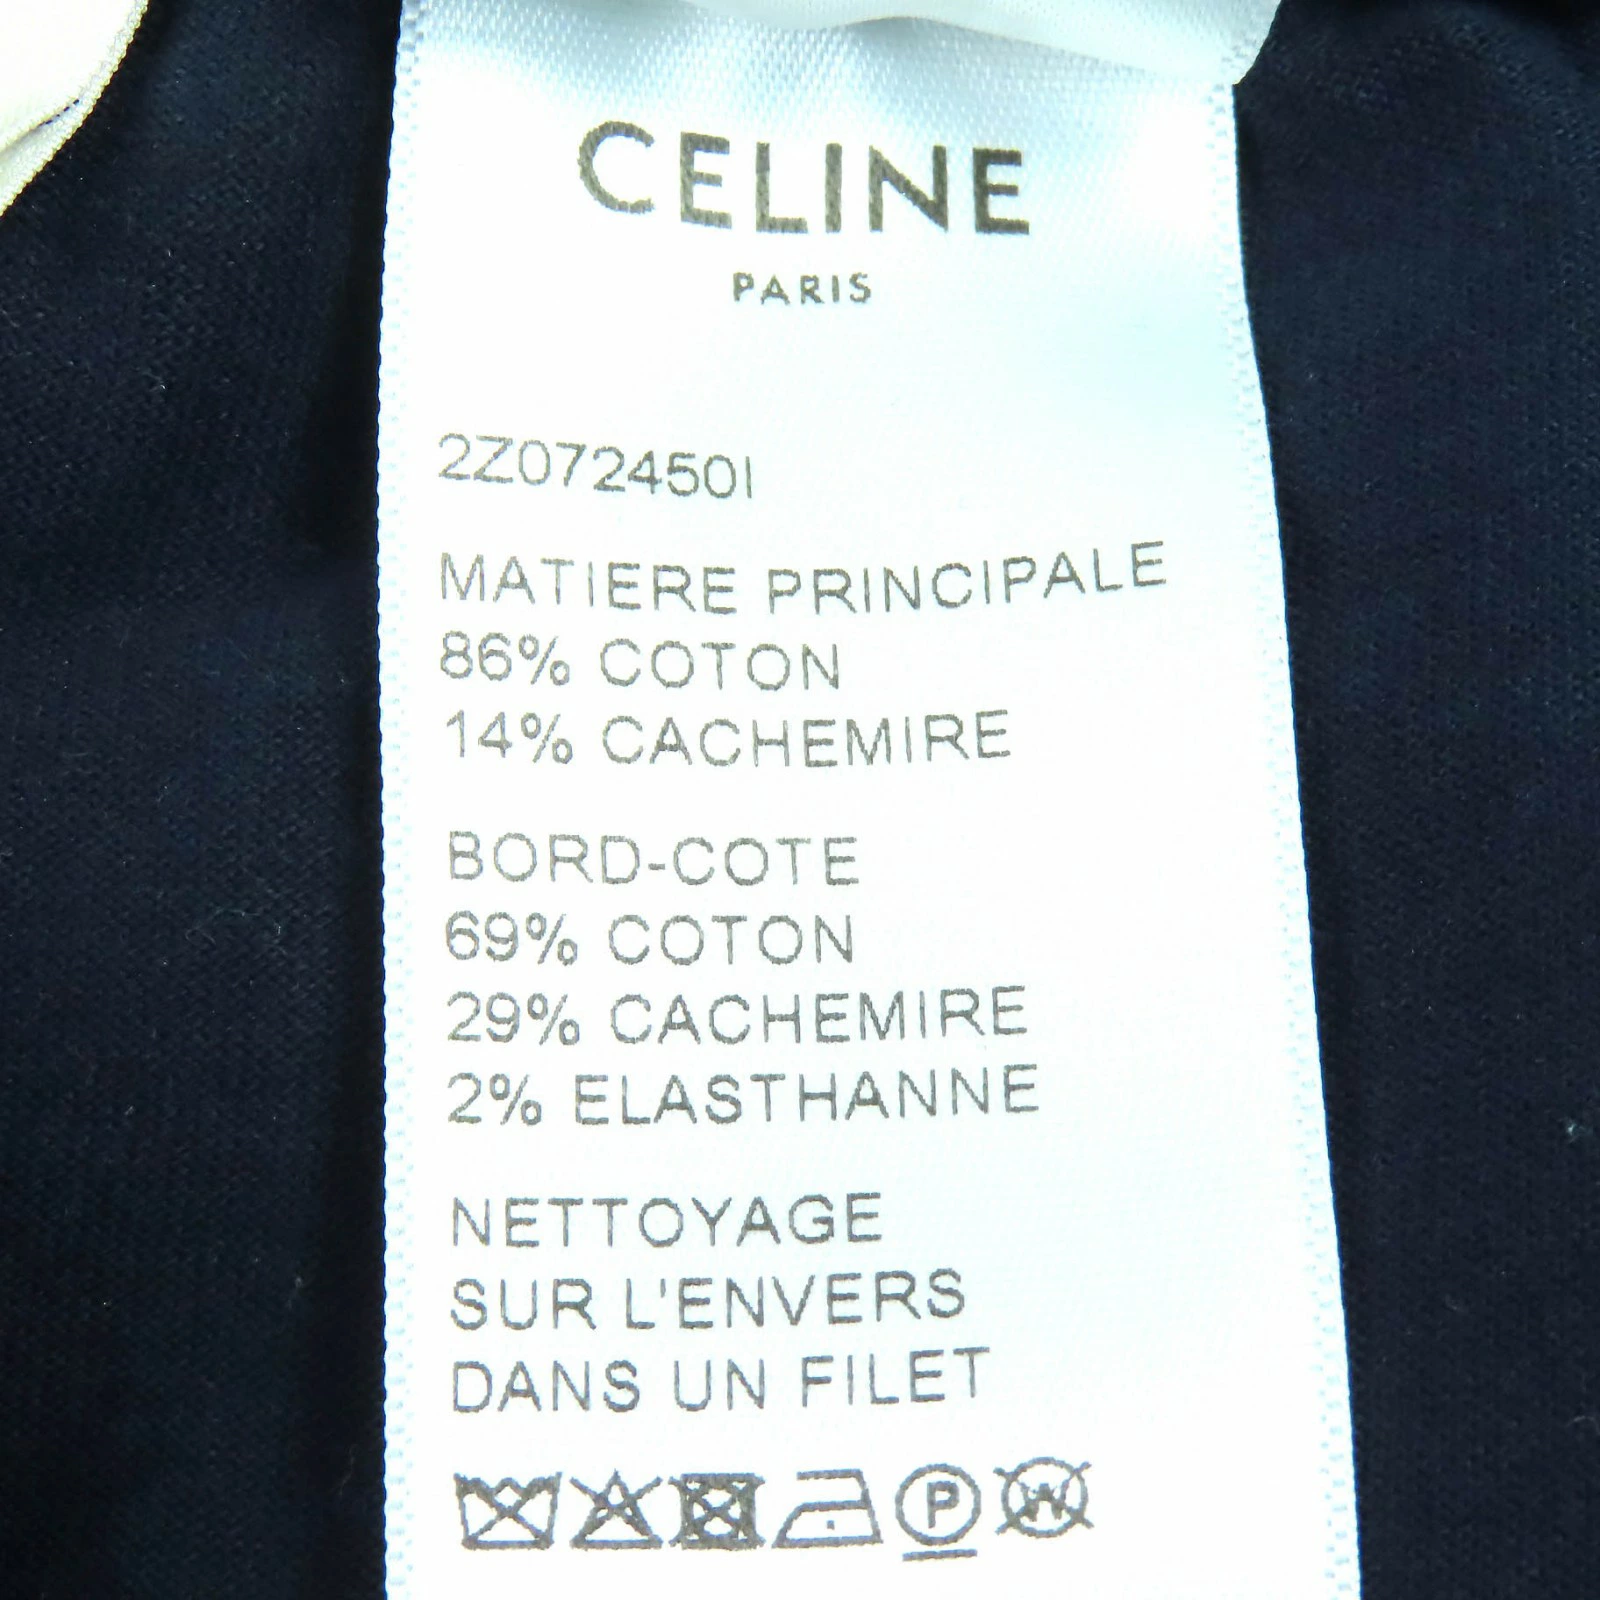 CELINE
PARIS
2Z072450I
MATIERE PRINCIPALE
86% COTON
14% CACHEMIRE
BORD-COTE
69% COTON
29% CACHEMIRE
2% ELASTHANNE
NETTOYAGE
SUR L'ENVERS
DANS UN FILET
P W